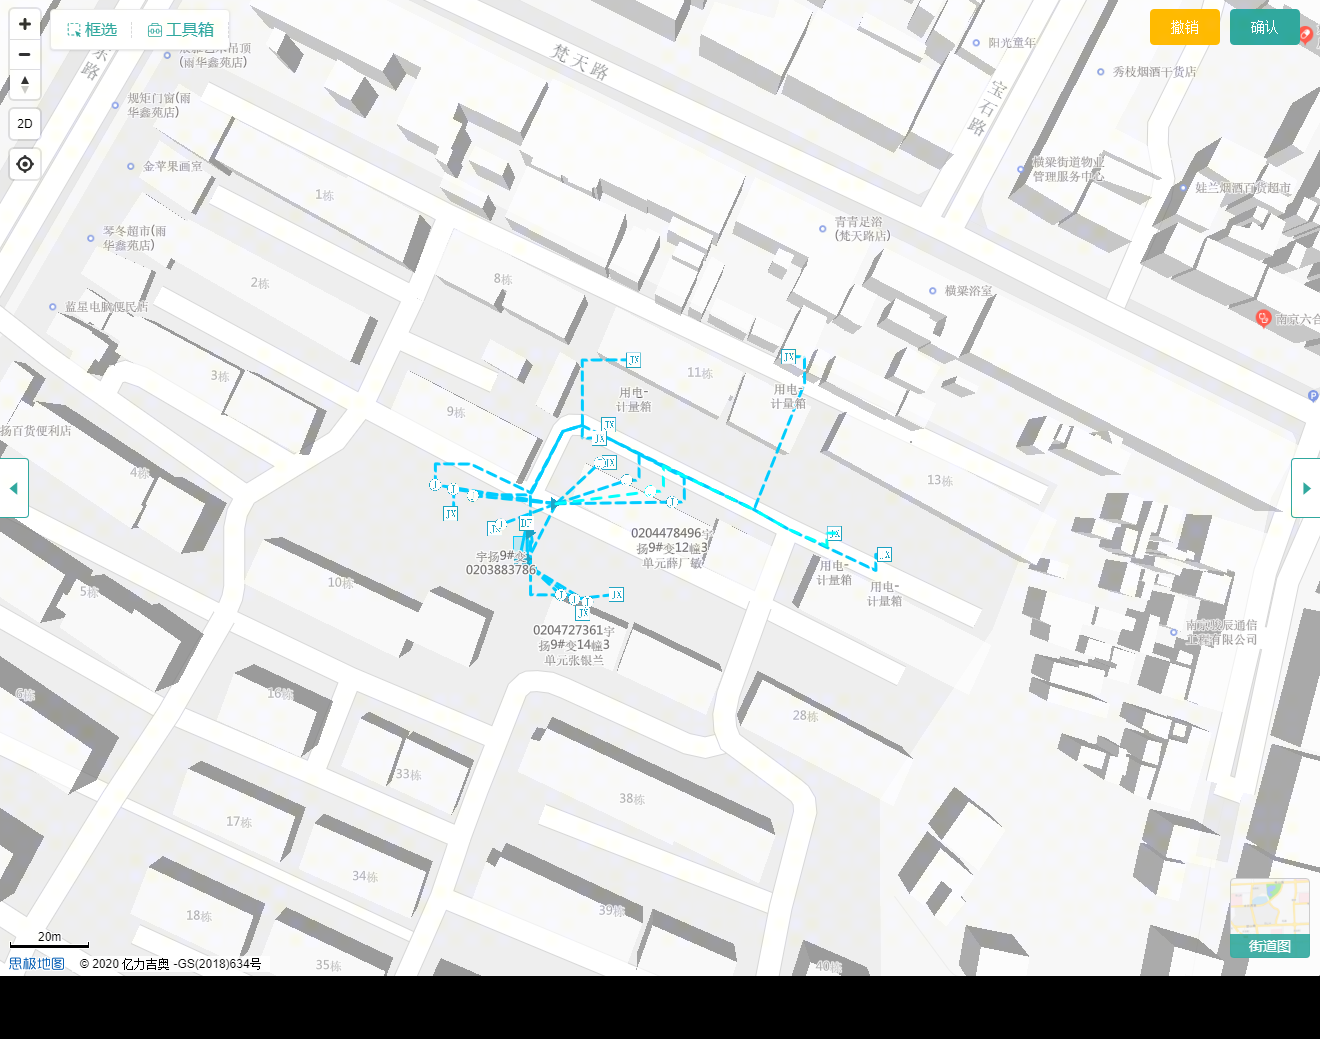 框选
工具箱
撤销
确认
2D
(雨华鑫苑店)
规矩门窗(雨
华鑫苑店)
金苹果画室
琴冬超市(雨
华鑫苑店)
蓝星电脑便民店
扬百货便利店
东
路
梵天路
宝
石
路
阳光童年
秀枝烟酒干货店
横梁街道物业
管理服务中心
娃兰烟酒百货超市
青青足浴
(梵天路店)
横梁浴室
南京六合
1栋
2栋
3栋
4栋
5栋
6栋
8栋
9栋
10栋
11栋
13栋
16栋
17栋
18栋
28栋
33栋
34栋
35栋
38栋
39栋
40栋
JX
JX
用电-
计量箱
用电-
计量箱
JX
JX
JX
JX
JX
JX
JX
JX
用电-
计量箱
用电-
计量箱
0204478496宇
扬9#变12幢3
单元薛厂敏
宇扬9#变
0203883786
0204727361宇
扬9#变14幢3
单元张银兰
工程有限公司
P
20m
思极地图
© 2020 亿力吉奥 -GS(2018)634号
街道图